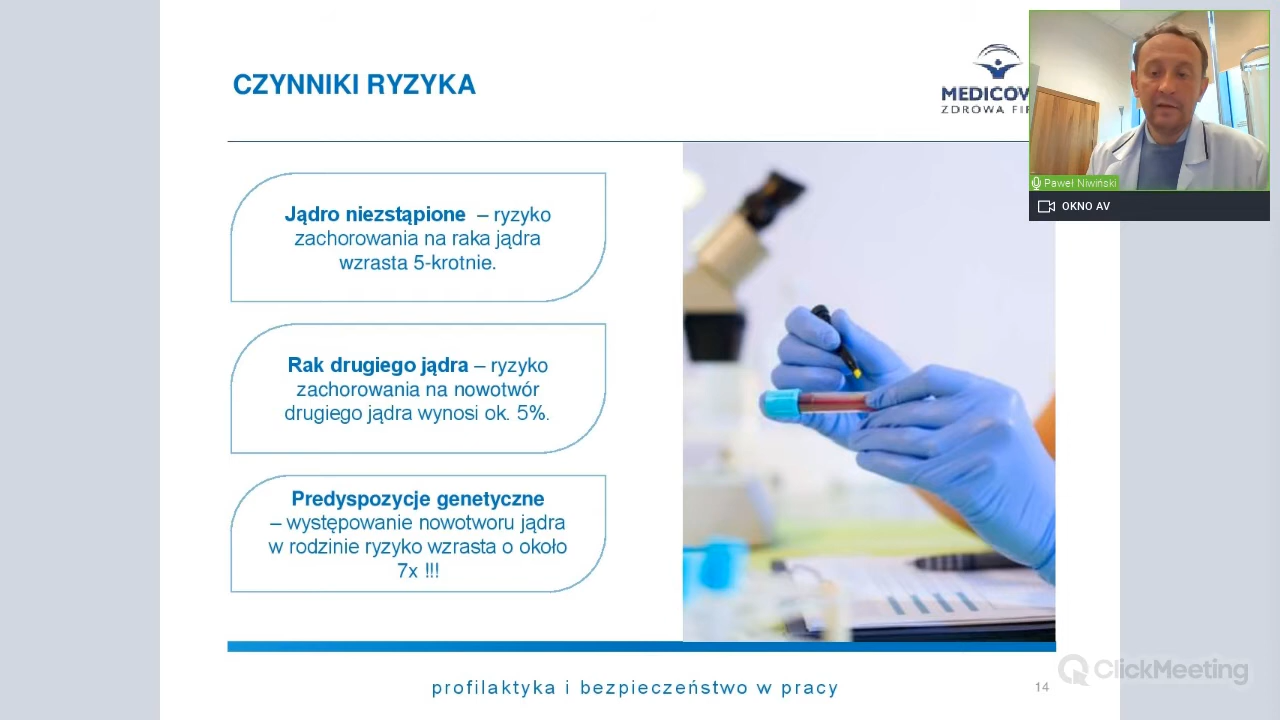 CZYNNIKI RYZYKA
MEDICOV
ZDROWA FIR
Paweł Niwiński
OKNO AV
Jądro niezstąpione – ryzyko
zachorowania na raka jądra
wzrasta 5-krotnie.
Rak drugiego jądra – ryzyko
zachorowania na nowotwór
drugiego jądra wynosi ok. 5%.
Predyspozycje genetyczne
– występowanie nowotworu jądra
w rodzinie ryzyko wzrasta o około
7x !!!
profilaktyka i bezpieczeństwo w pracy
14
ClickMeeting